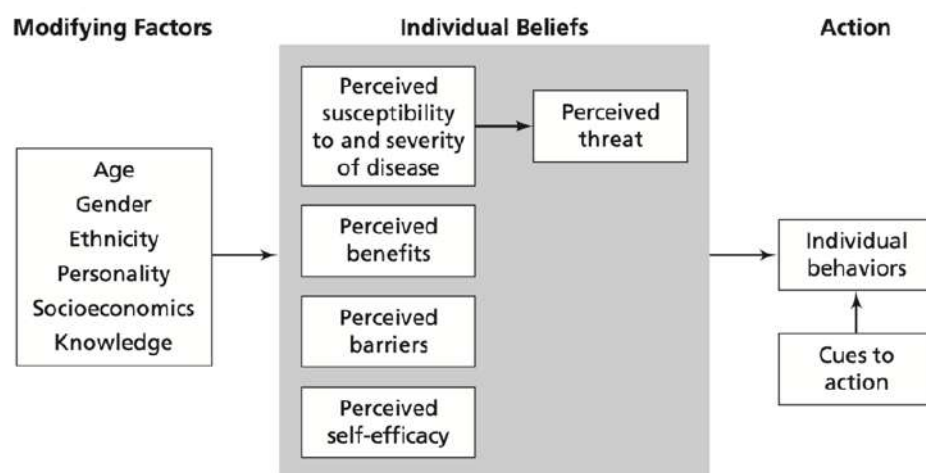 Modifying Factors
Individual Beliefs
Action
Age
Gender
Ethnicity
Personality
Socioeconomics
Knowledge
Perceived
susceptibility
to and severity
of disease
Perceived
threat
Perceived
benefits
Perceived
barriers
Perceived
self-efficacy
Individual
behaviors
Cues to
action